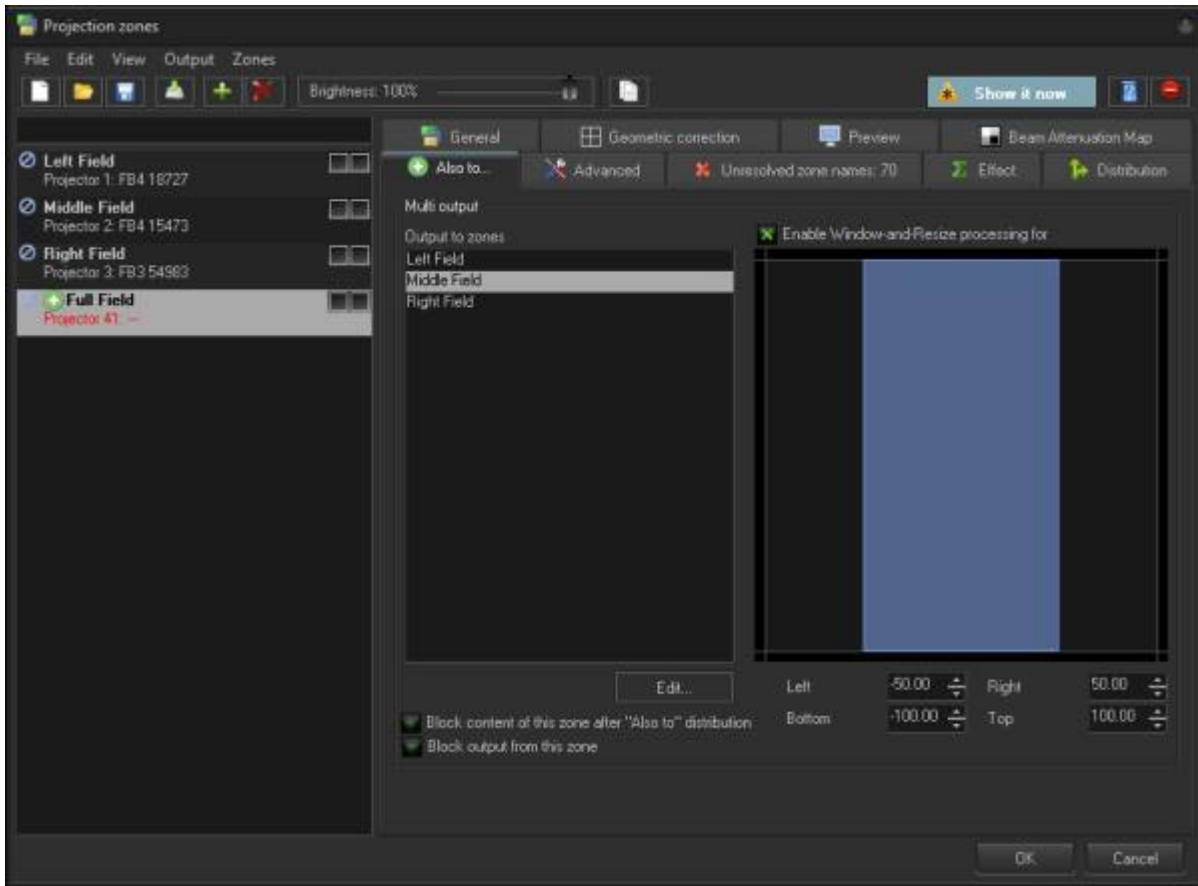 Projection zones
File Edit View Output Zones
Brightness: 100%
Show it now
Left Field
Projector 1: FB4 18727
Middle Field
Projector 2: FB4 15473
Right Field
Projector 3: FB3 54983
Full Field
Projector 41: --
General Geometric correction Preview Beam Attenuation Map
Also to... Advanced Unresolved zone names: 70 Effect Distribution
Multi output
Output to zones
Left Field
Middle Field
Right Field
Enable Window-and-Resize processing for
Edit...
Block content of this zone after "Also to" distribution
Block output from this zone
Left -50.00 Right 50.00
Bottom -100.00 Top 100.00
OK Cancel